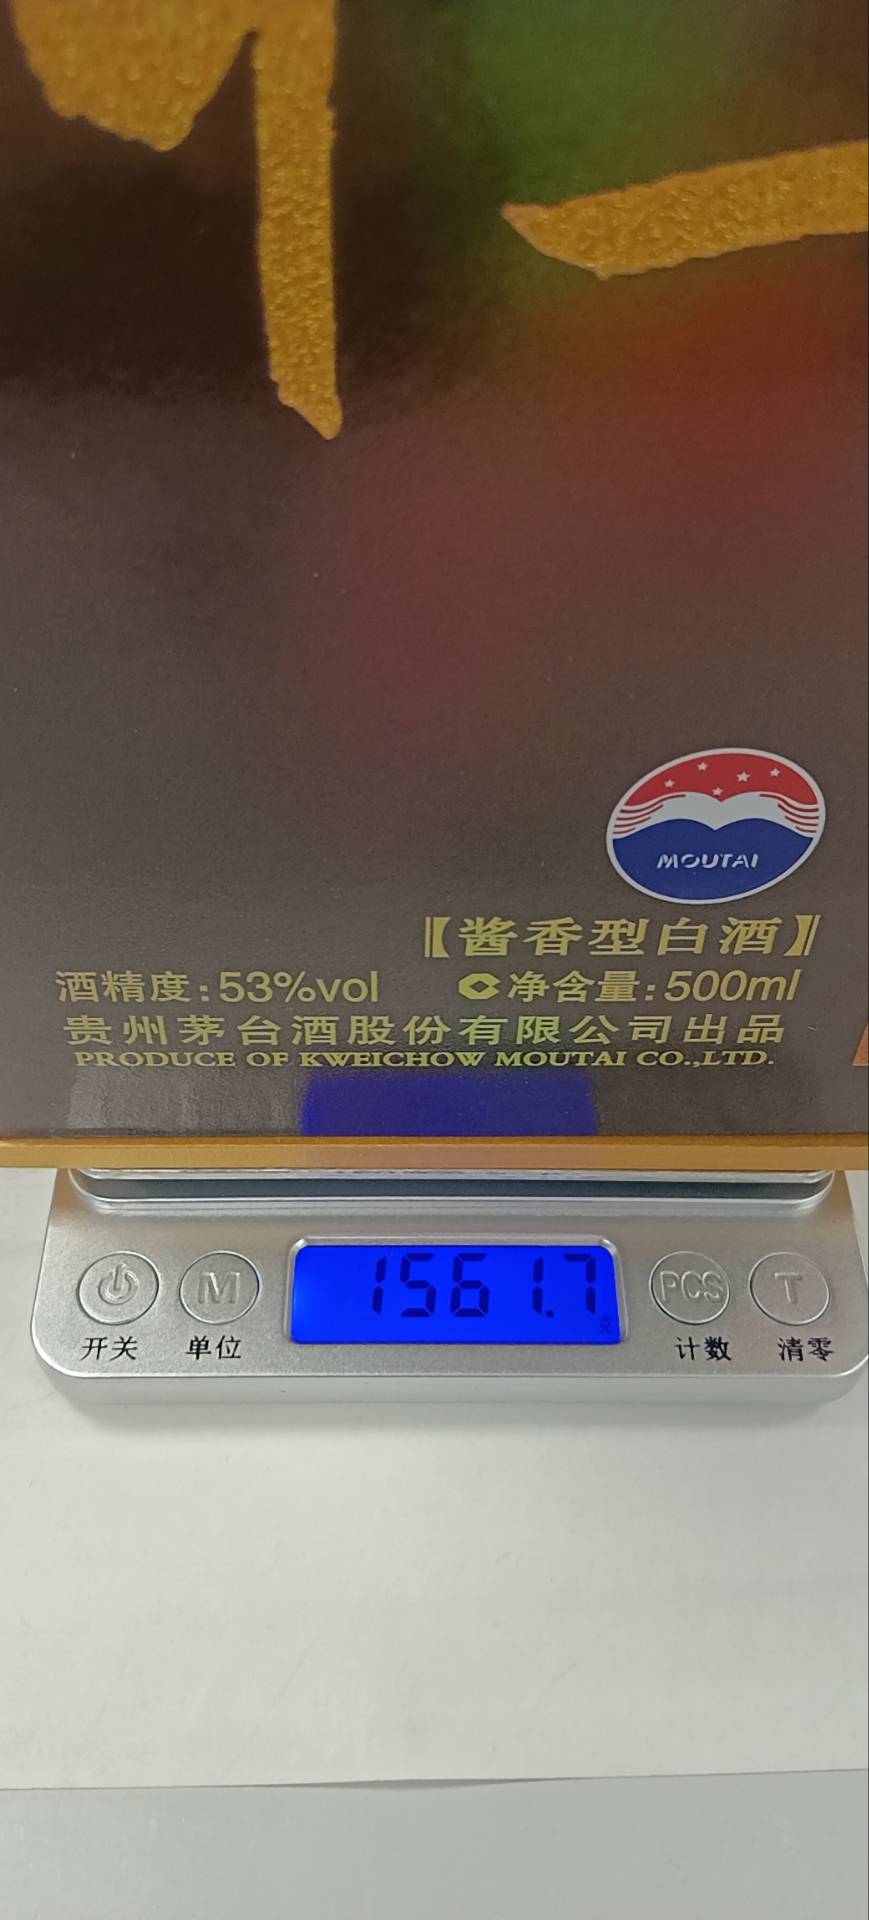 MOUTAI
【酱香型白酒】
酒精度:53%vol 净含量:500ml
贵州茅台酒股份有限公司出品
PRODUCE OF KWEICHOW MOUTAI CO.,LTD.
M 1561.7 克 PCS T
开关 单位 计数 清零